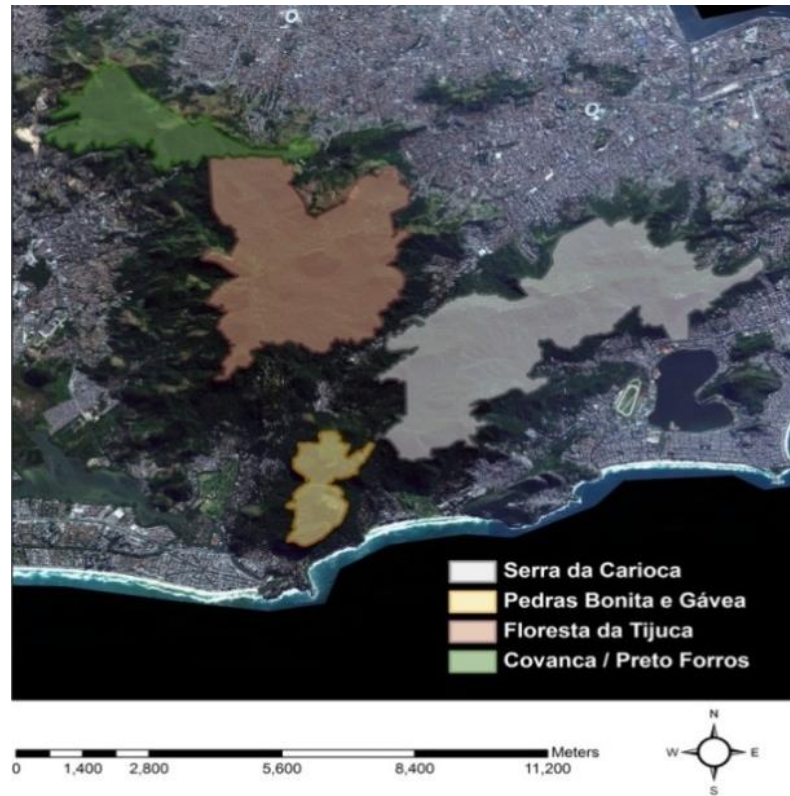 Serra da Carioca
Pedras Bonita e Gávea
Floresta da Tijuca
Covanca / Preto Forros
Meters
0 1,400 2,800 5,600 8,400 11,200
N
W E
S